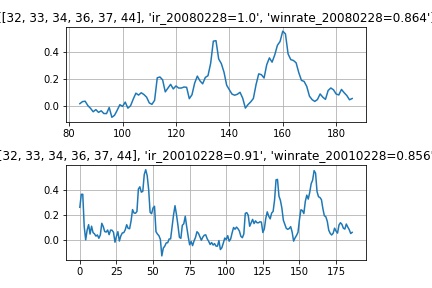 [32, 33, 34, 36, 37, 44], 'ir_20080228=1.0', 'winrate_20080228=0.864'
0.4
0.2
0.0
80 100 120 140 160 180
[32, 33, 34, 36, 37, 44], 'ir_20010228=0.91', 'winrate_20010228=0.856'
0.4
0.2
0.0
0 25 50 75 100 125 150 175